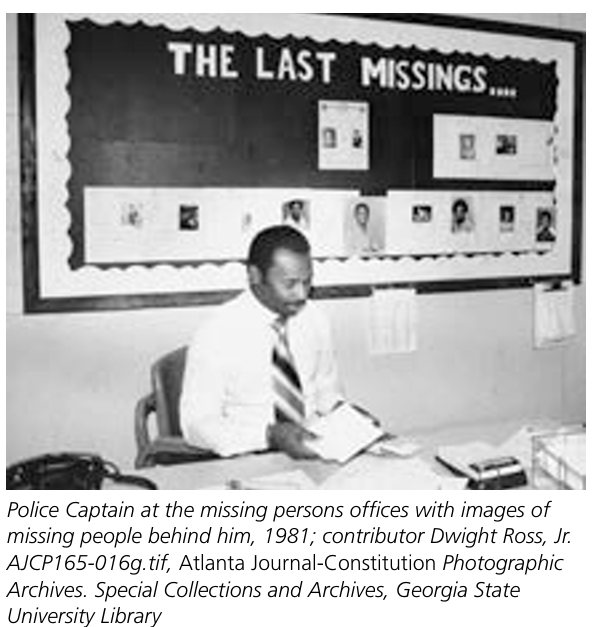 THE LAST MISSINGS....
Police Captain at the missing persons offices with images of
missing people behind him, 1981; contributor Dwight Ross, Jr.
AJCP165-016g.tif, Atlanta Journal-Constitution Photographic
Archives. Special Collections and Archives, Georgia State
University Library